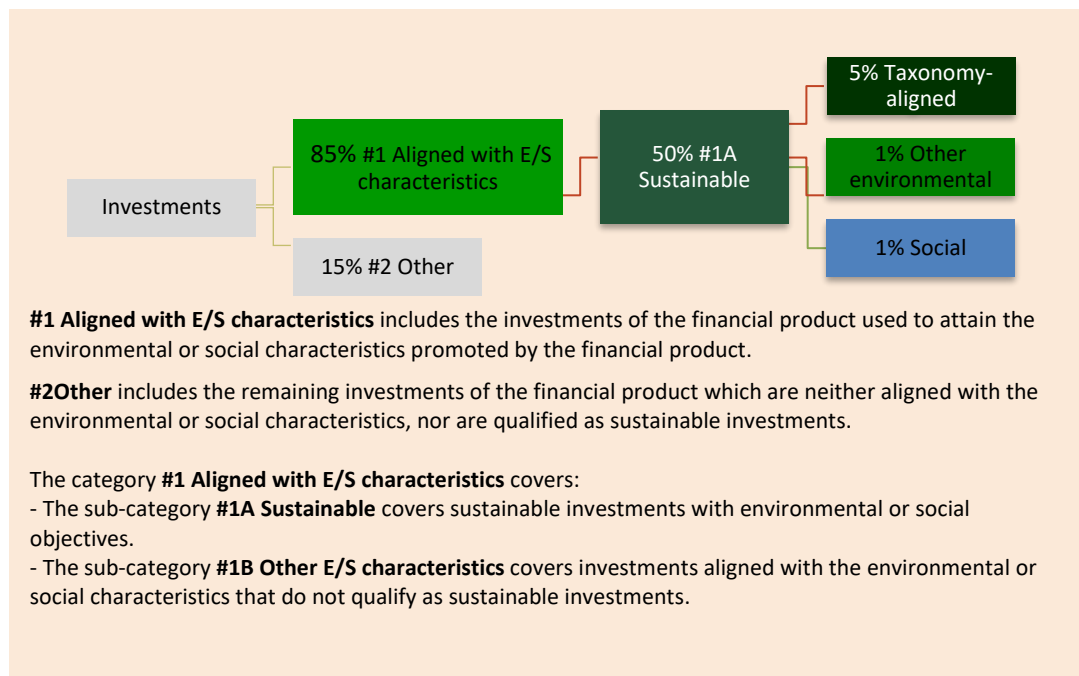 5% Taxonomy-
aligned
85% #1 Aligned with E/S
characteristics
50% #1A
Sustainable
1% Other
environmental
Investments
15% #2 Other
1% Social
#1 Aligned with E/S characteristics includes the investments of the financial product used to attain the
environmental or social characteristics promoted by the financial product.
#2Other includes the remaining investments of the financial product which are neither aligned with the
environmental or social characteristics, nor are qualified as sustainable investments.
The category #1 Aligned with E/S characteristics covers:
- The sub-category #1A Sustainable covers sustainable investments with environmental or social
objectives.
- The sub-category #1B Other E/S characteristics covers investments aligned with the environmental or
social characteristics that do not qualify as sustainable investments.